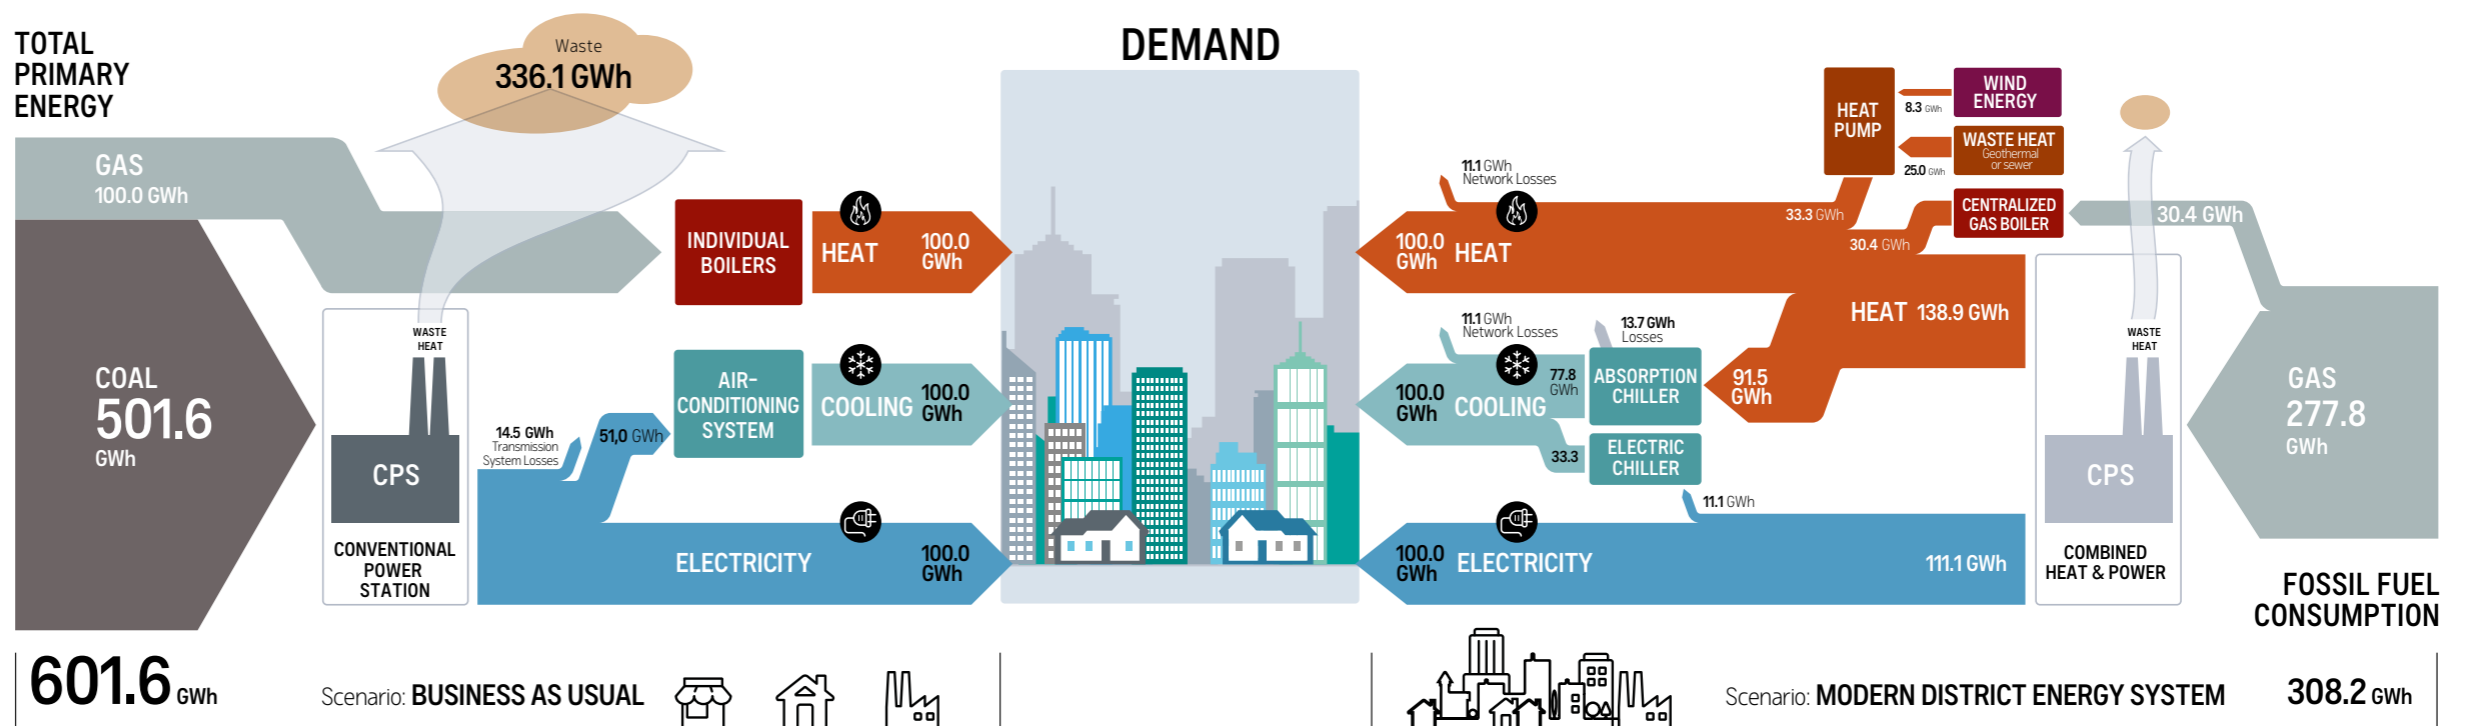 TOTAL
PRIMARY
ENERGY
GAS
100.0 GWh
COAL
501.6
GWh
Waste
336.1 GWh
WASTE
HEAT
CPS
CONVENTIONAL
POWER
STATION
14.5 GWh
Transmission
System Losses
51,0 GWh
INDIVIDUAL
BOILERS
HEAT
100.0
GWh
AIR-
CONDITIONING
SYSTEM
COOLING
100.0
GWh
ELECTRICITY
100.0
GWh
601.6 GWh
Scenario: BUSINESS AS USUAL
DEMAND
11.1 GWh
Network Losses
100.0
GWh
HEAT
33.3 GWh
30.4 GWh
HEAT
PUMP
8.3 GWh
WIND
ENERGY
25.0 GWh
WASTE HEAT
Geothermal
or sewer
CENTRALIZED
GAS BOILER
30.4 GWh
HEAT 138.9 GWh
11.1 GWh
Network Losses
13.7 GWh
Losses
100.0
GWh
COOLING
77.8
GWh
ABSORPTION
CHILLER
91.5
GWh
33.3
ELECTRIC
CHILLER
11.1 GWh
100.0
GWh
ELECTRICITY
111.1 GWh
WASTE
HEAT
CPS
COMBINED
HEAT & POWER
GAS
277.8
GWh
FOSSIL FUEL
CONSUMPTION
Scenario: MODERN DISTRICT ENERGY SYSTEM
308.2 GWh